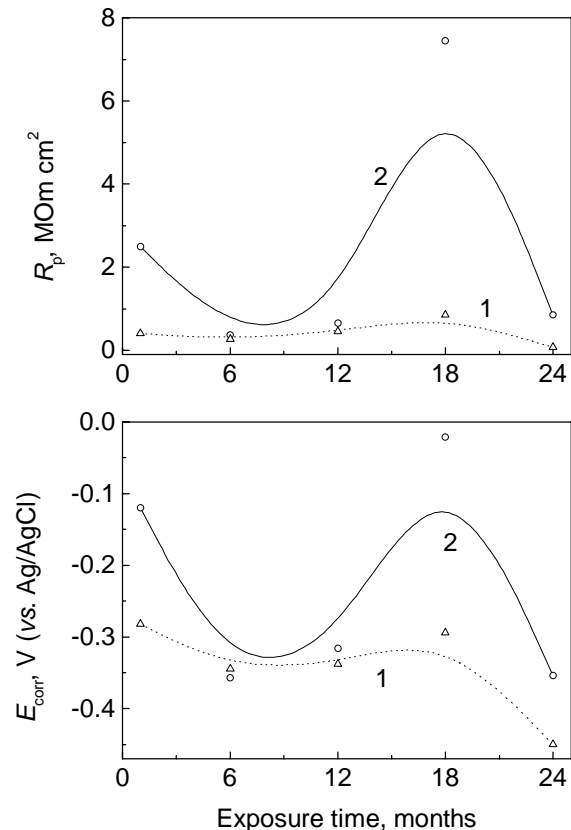 8
6
4
2
0
R_p, MOm cm²
2
1
0 6 12 18 24
0.0
-0.1
-0.2
-0.3
-0.4
E_corr, V (vs. Ag/AgCl)
2
1
0 6 12 18 24
Exposure time, months